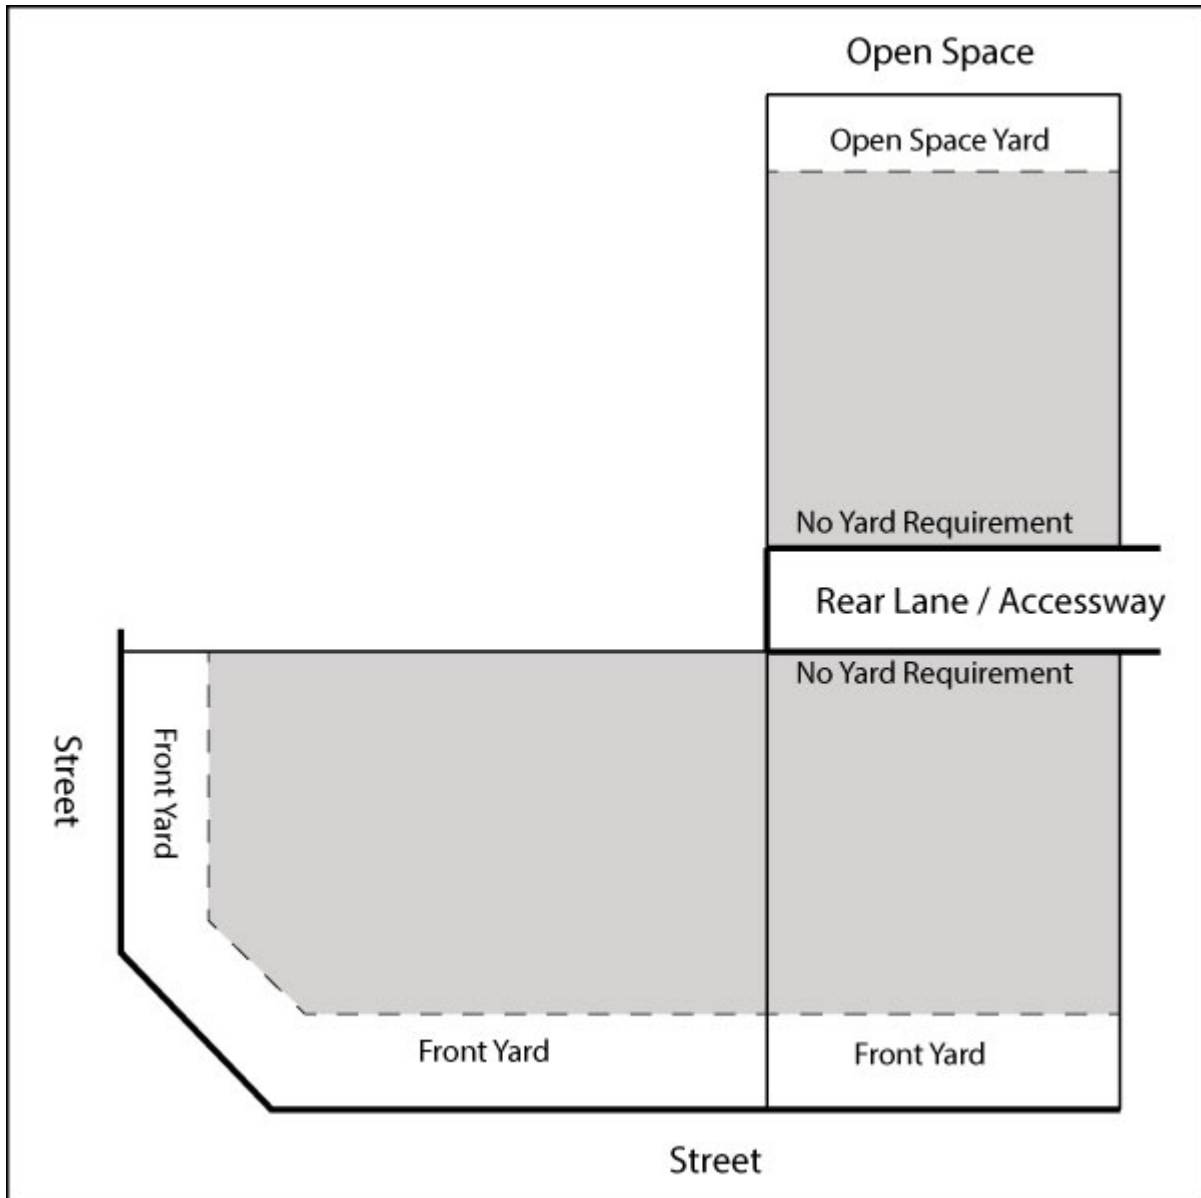 Open Space
Open Space Yard
No Yard Requirement
Rear Lane / Accessway
No Yard Requirement
Street
Front Yard
Front Yard
Front Yard
Street